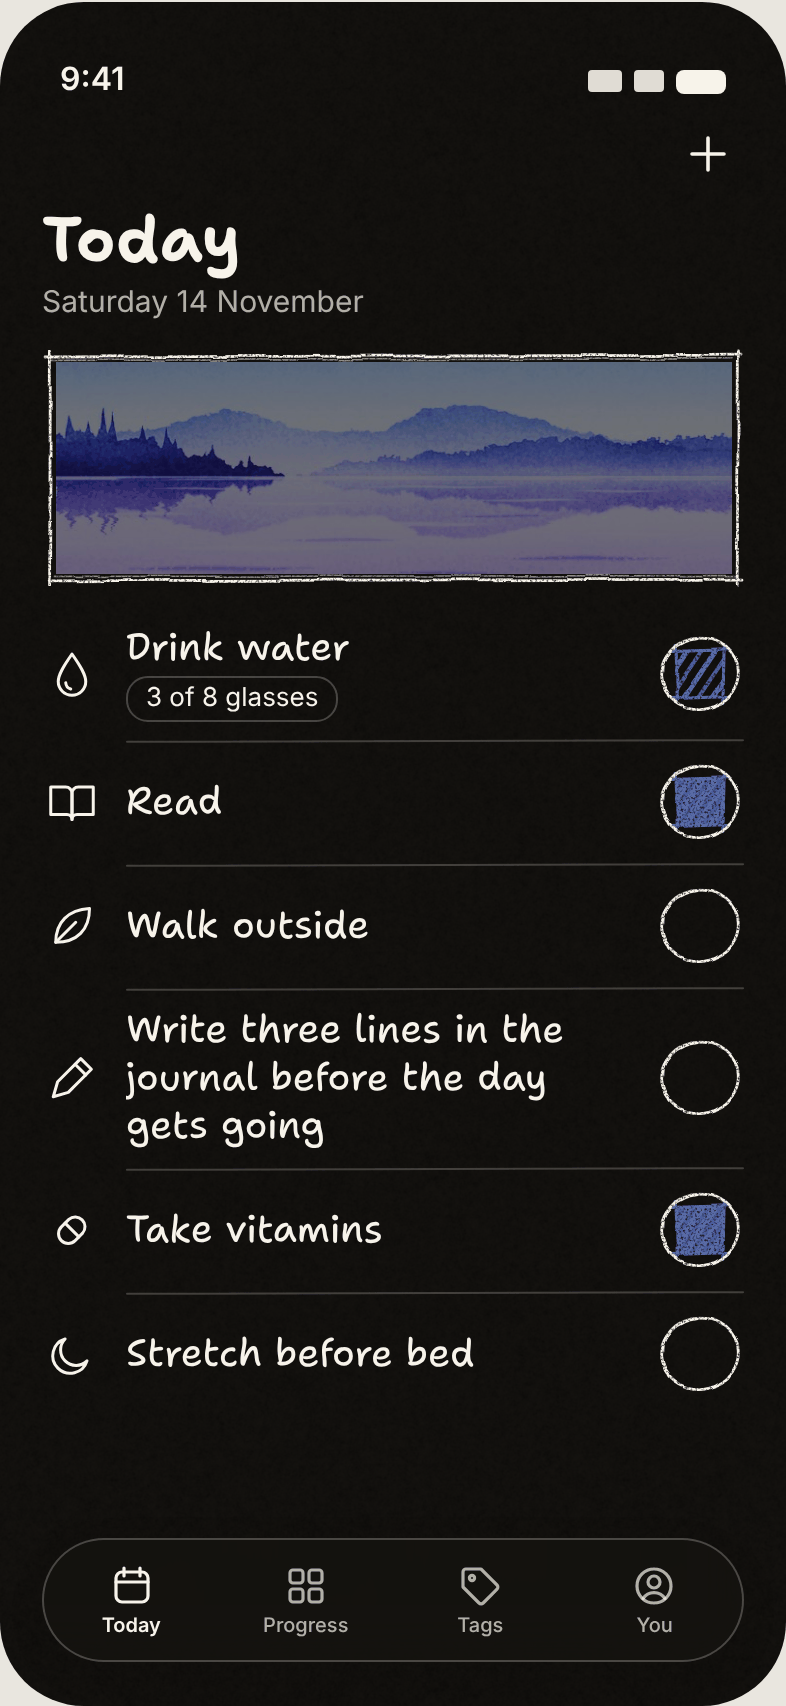 9:41
Today
Saturday 14 November
Drink water
3 of 8 glasses
Read
Walk outside
Write three lines in the
journal before the day
gets going
Take vitamins
Stretch before bed
Today
Progress
Tags
You